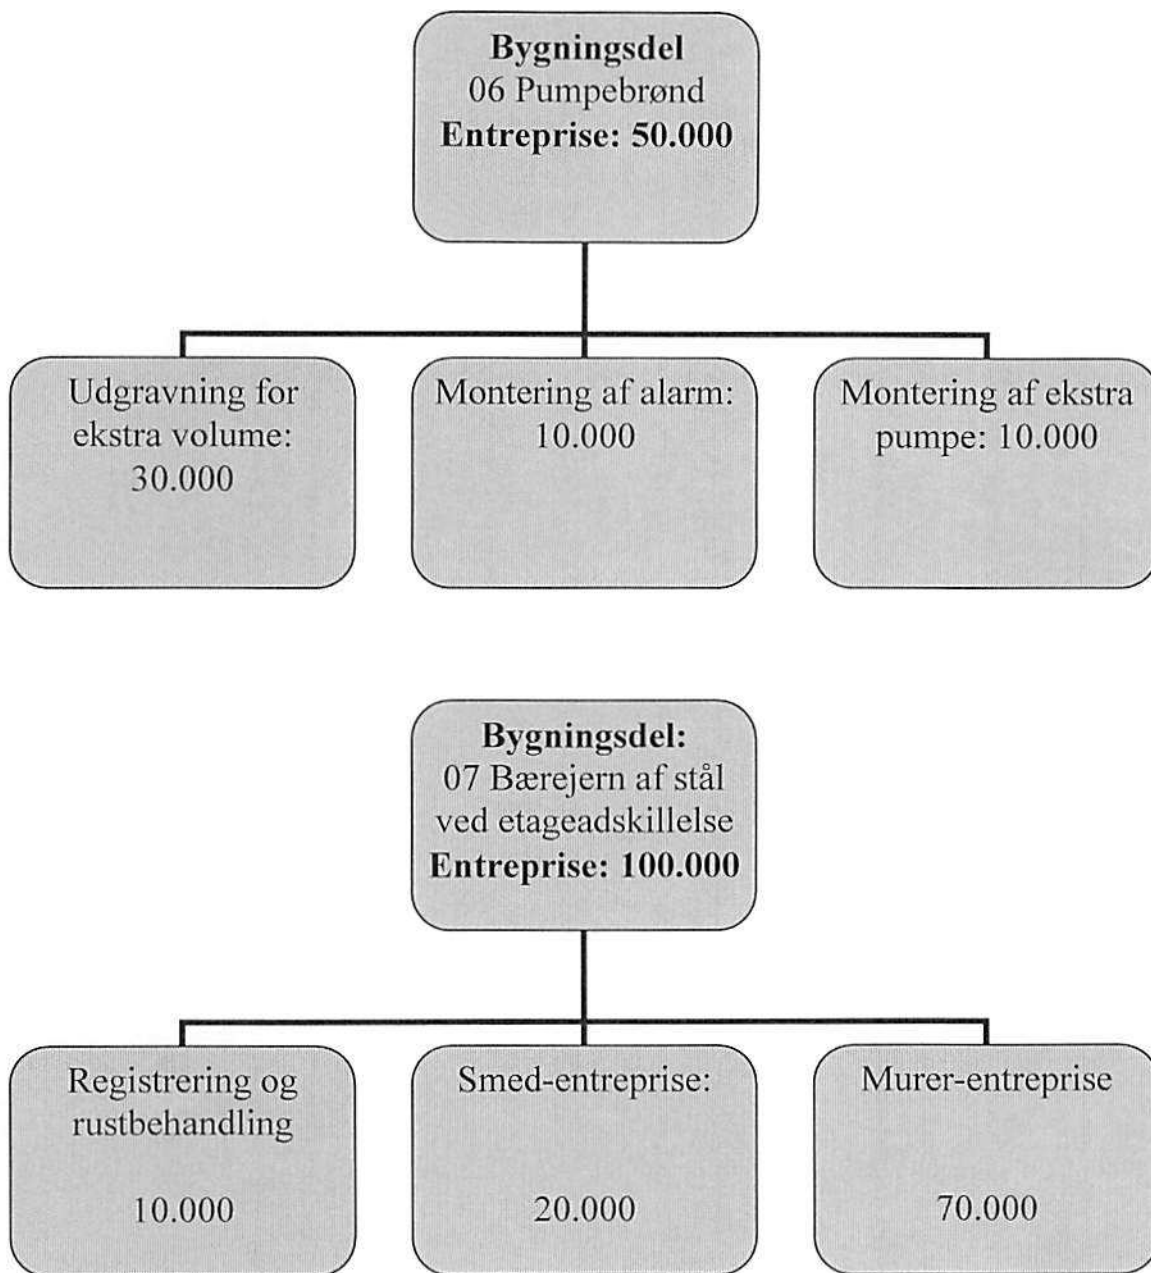 Bygningsdel
06 Pumpebrønd
Entreprise: 50.000
Udgravning for
ekstra volume:
30.000
Montering af alarm:
10.000
Montering af ekstra
pumpe: 10.000
Bygningsdel:
07 Bærejern af stål
ved etageadskillelse
Entreprise: 100.000
Registrering og
rustbehandling
10.000
Smed-entreprise:
20.000
Murer-entreprise
70.000